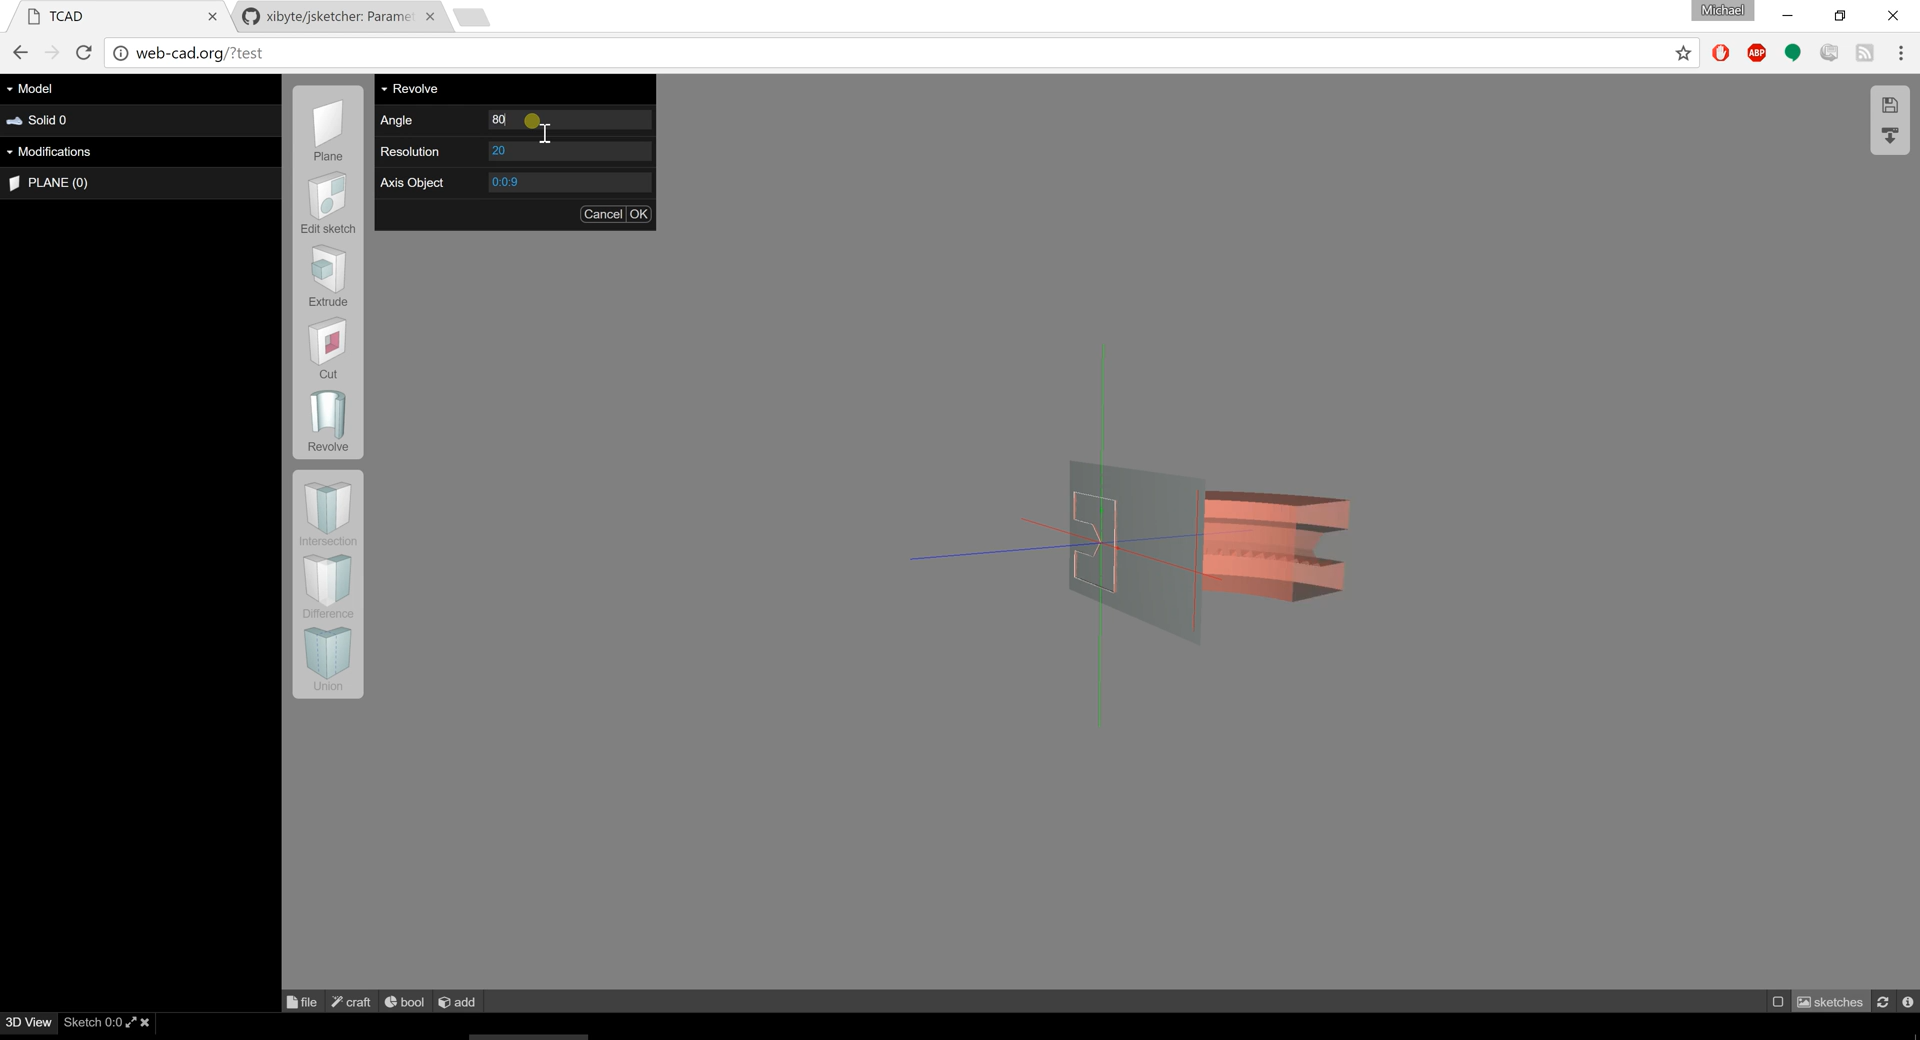 TCAD
xibyte/jsketcher: Paramet
Michael
web-cad.org/?test
ABP
Model
Solid 0
Modifications
PLANE (0)
Plane
Edit sketch
Extrude
Cut
Revolve
Intersection
Difference
Union
Revolve
Angle 80
Resolution 20
Axis Object 0:0:9
Cancel OK
file craft bool add
sketches
3D View Sketch 0:0